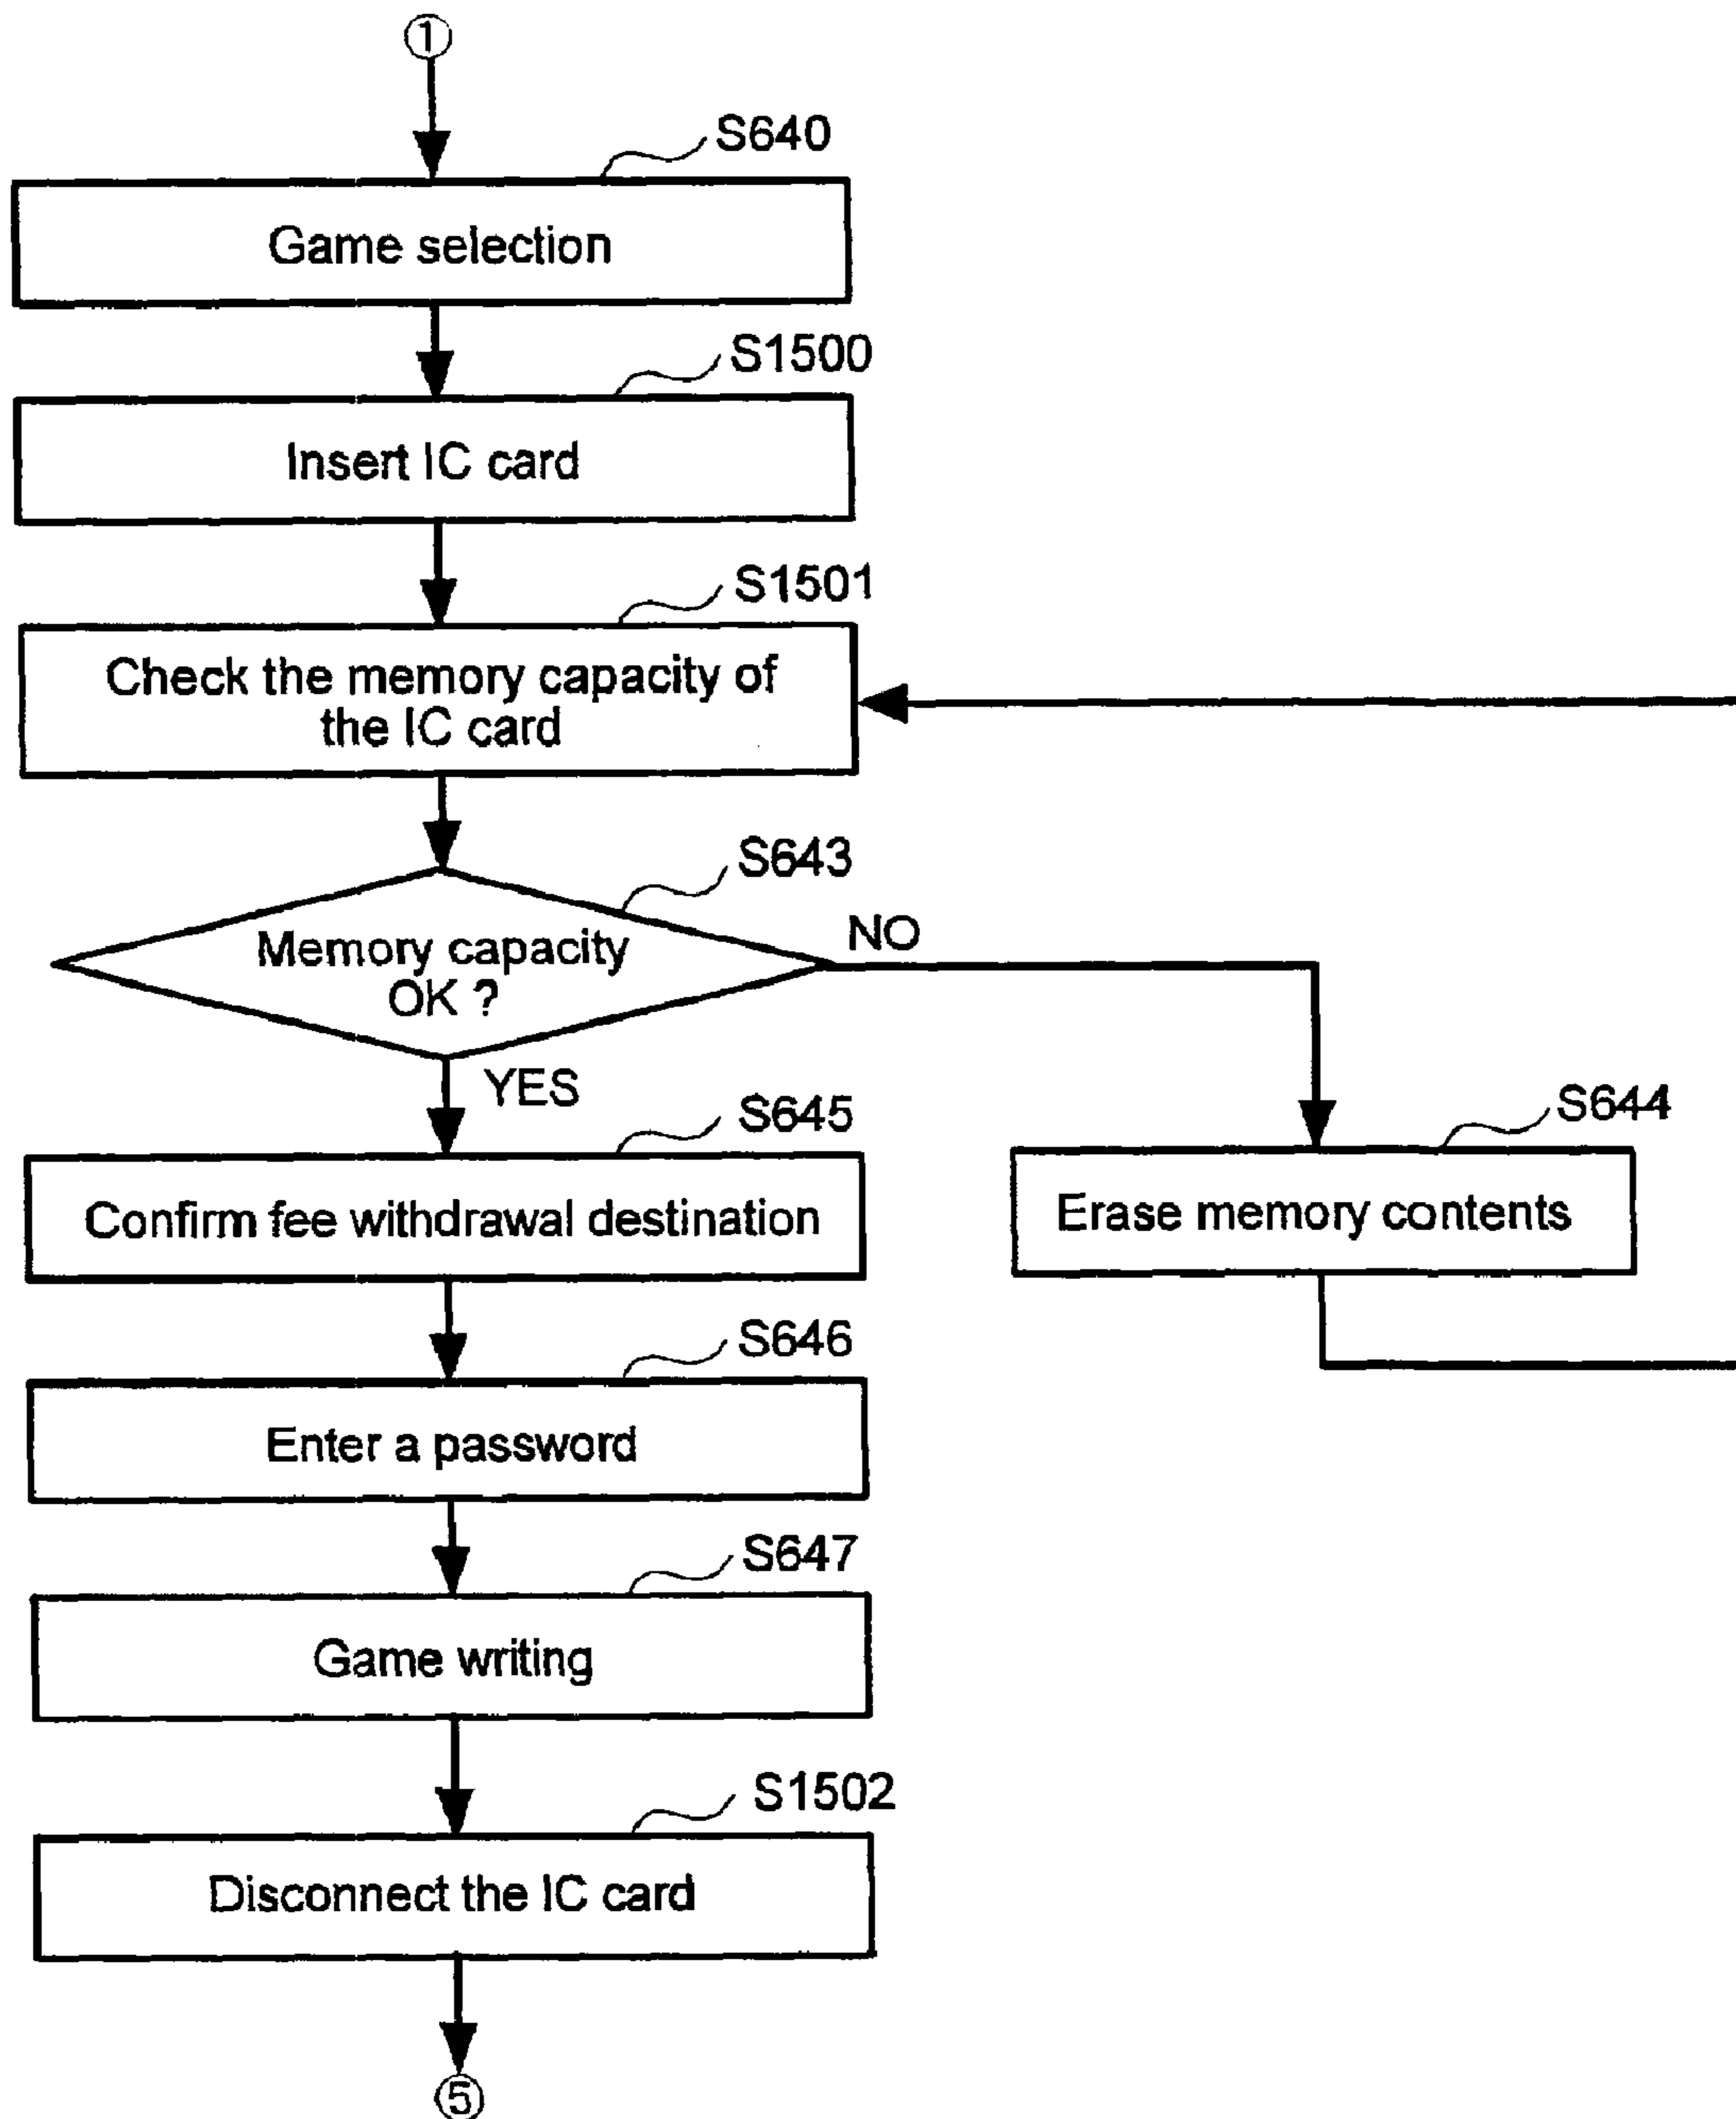 ①
S640
Game selection
S1500
Insert IC card
S1501
Check the memory capacity of
the IC card
S643
Memory capacity
OK ?
NO
YES
S645
Confirm fee withdrawal destination
S644
Erase memory contents
S646
Enter a password
S647
Game writing
S1502
Disconnect the IC card
⑤